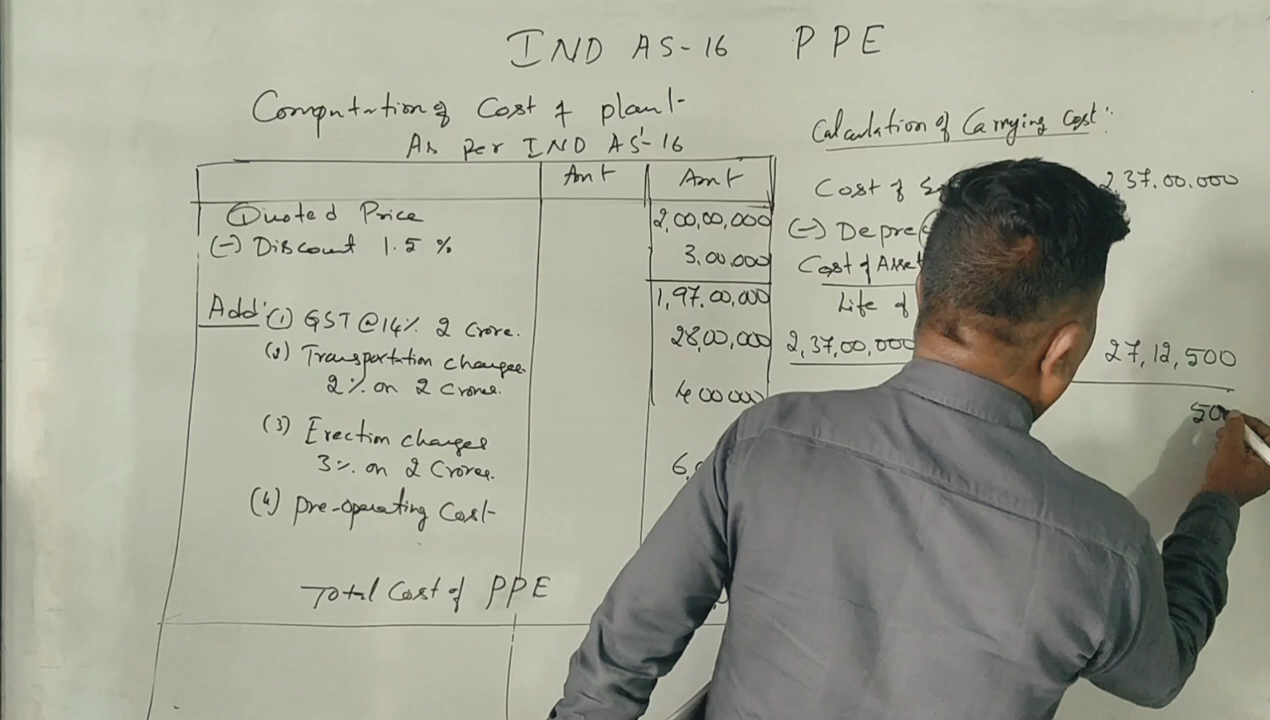 IND AS-16 PPE
Computation of Cost of plant
As per IND AS-16
Amt Amt
Quoted Price 2,00,00,000
(-) Discount 1.5 % 3,00,000
1,97,00,000
Add: (1) GST @ 14% 2 Crore. 28,00,000
(2) Transportation charges
2% on 2 Crores. 4,00,000
(3) Erection charges
3% on 2 Crores.
(4) Pre-operating Cost
Total Cost of PPE
Calculation of Carrying Cost:
Cost of 2,37,00,000
(-) Depre
Cost of Asset
Life of
2,37,00,000 27,12,500
50